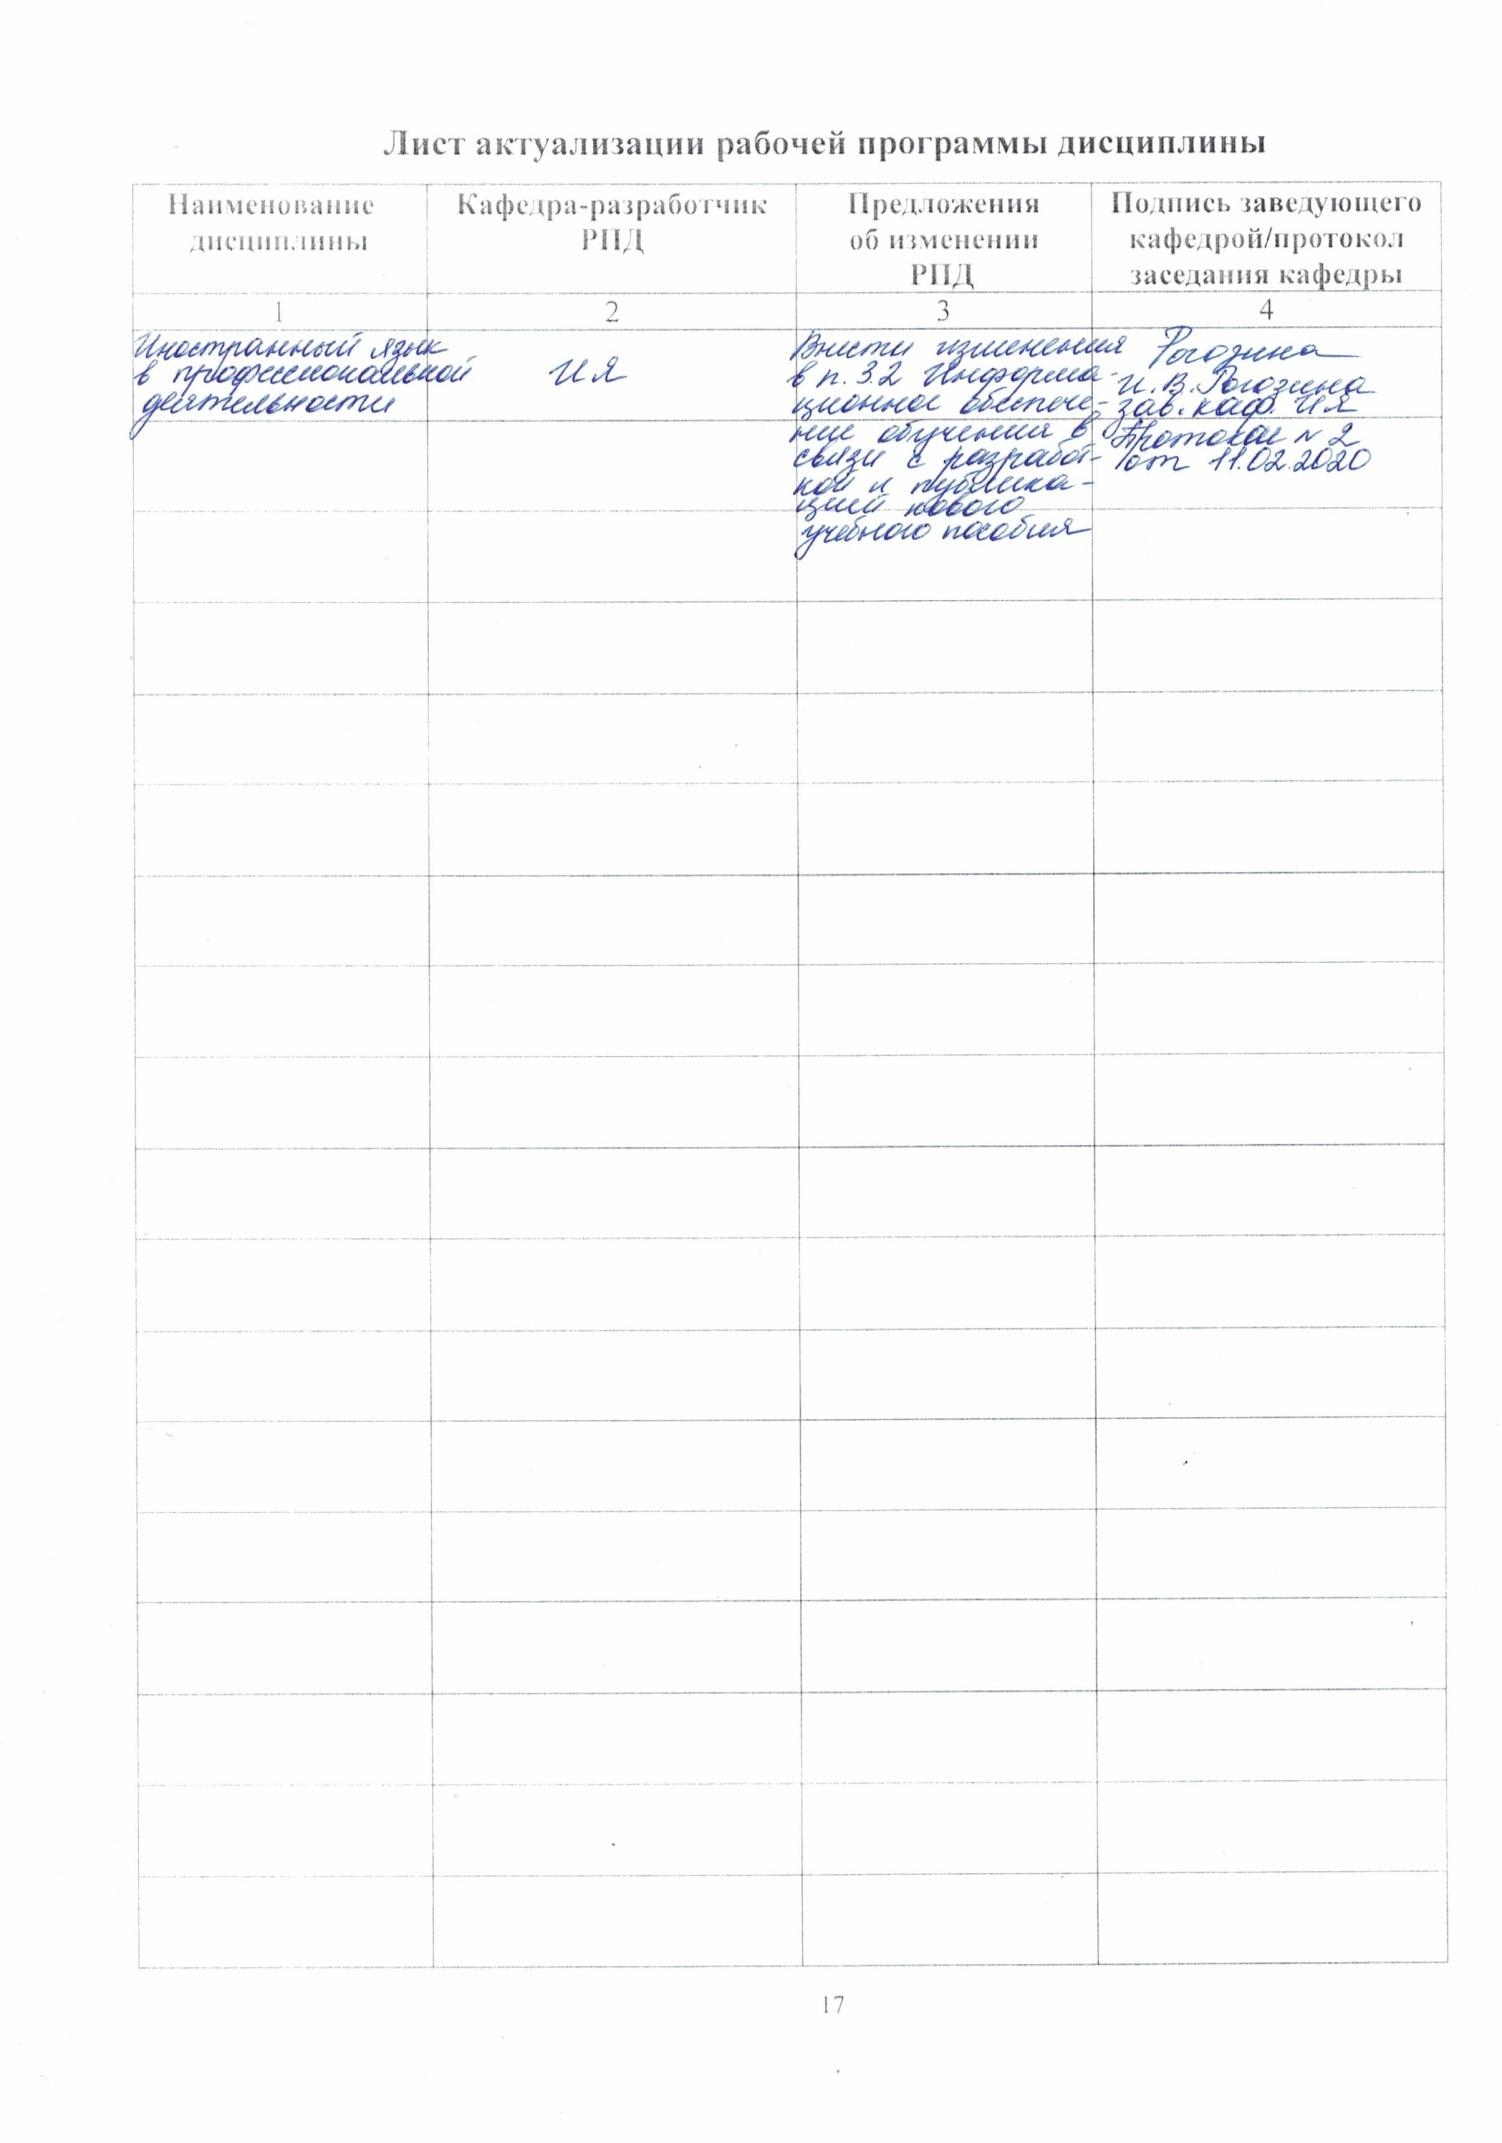 Лист актуализации рабочей программы дисциплины
Наименование
дисциплины
Кафедра-разработчик
РПД
Предложения
об изменении
РПД
Подпись заведующего
кафедрой/протокол
заседания кафедры
1
2
3
4
Иностранный язык
в профессиональной
деятельности
ИЯ
Внести изменения
в п. 3.2 Информа-
ционное обеспече-
ние обучения в
связи с разработ-
кой и публика-
цией нового
учебного пособия
Рогозина
И.В. Рогозина
зав. каф. ИЯ
Протокол N 2
от 11.02.2020
17